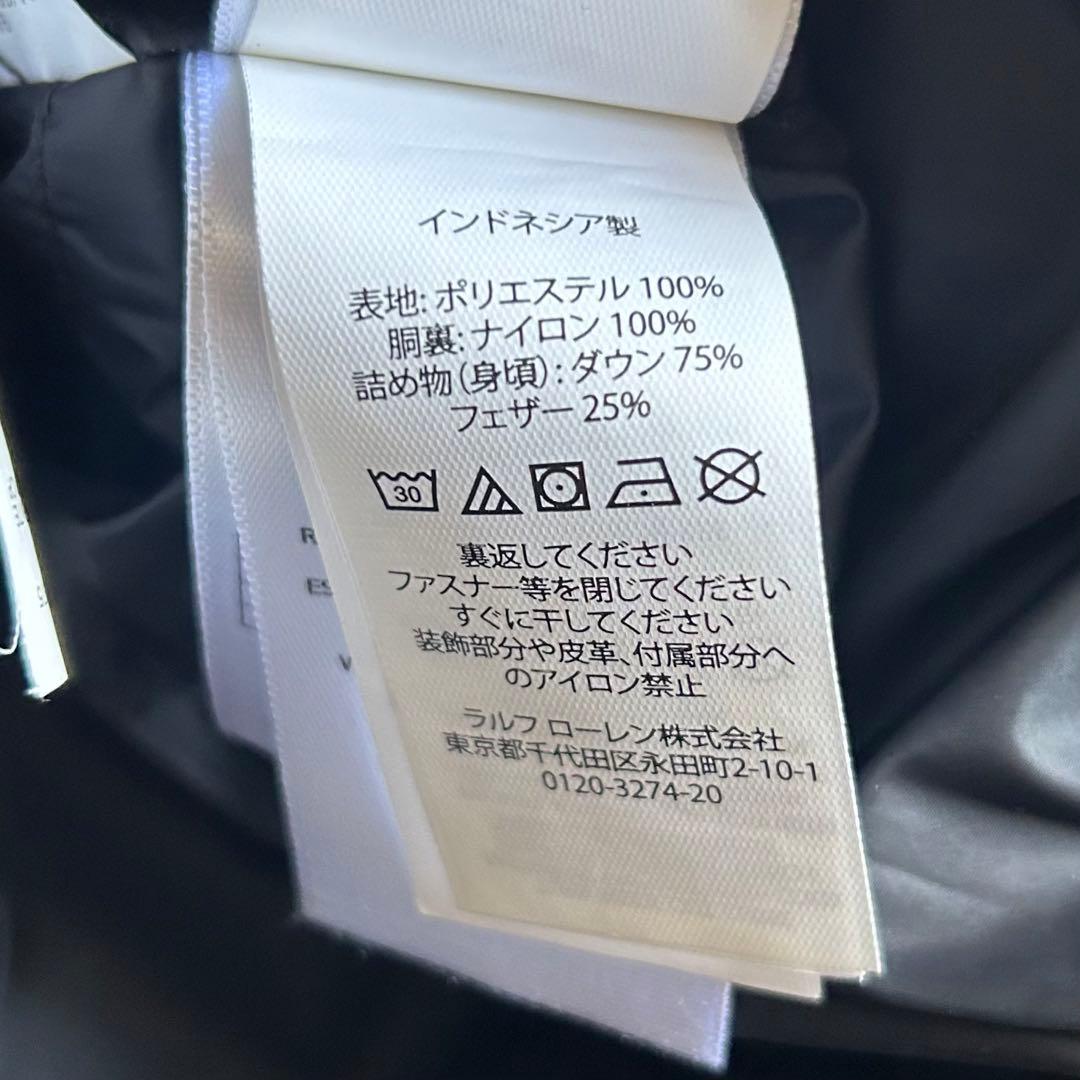 インドネシア製
表地: ポリエステル 100%
胴裏: ナイロン 100%
詰め物 (身頃) : ダウン 75%
フェザー 25%
30
裏返してください
ファスナー等を閉じてください
すぐに干してください
装飾部分や皮革、付属部分へ
のアイロン禁止
ラルフ ローレン株式会社
東京都千代田区永田町2-10-1
0120-3274-20